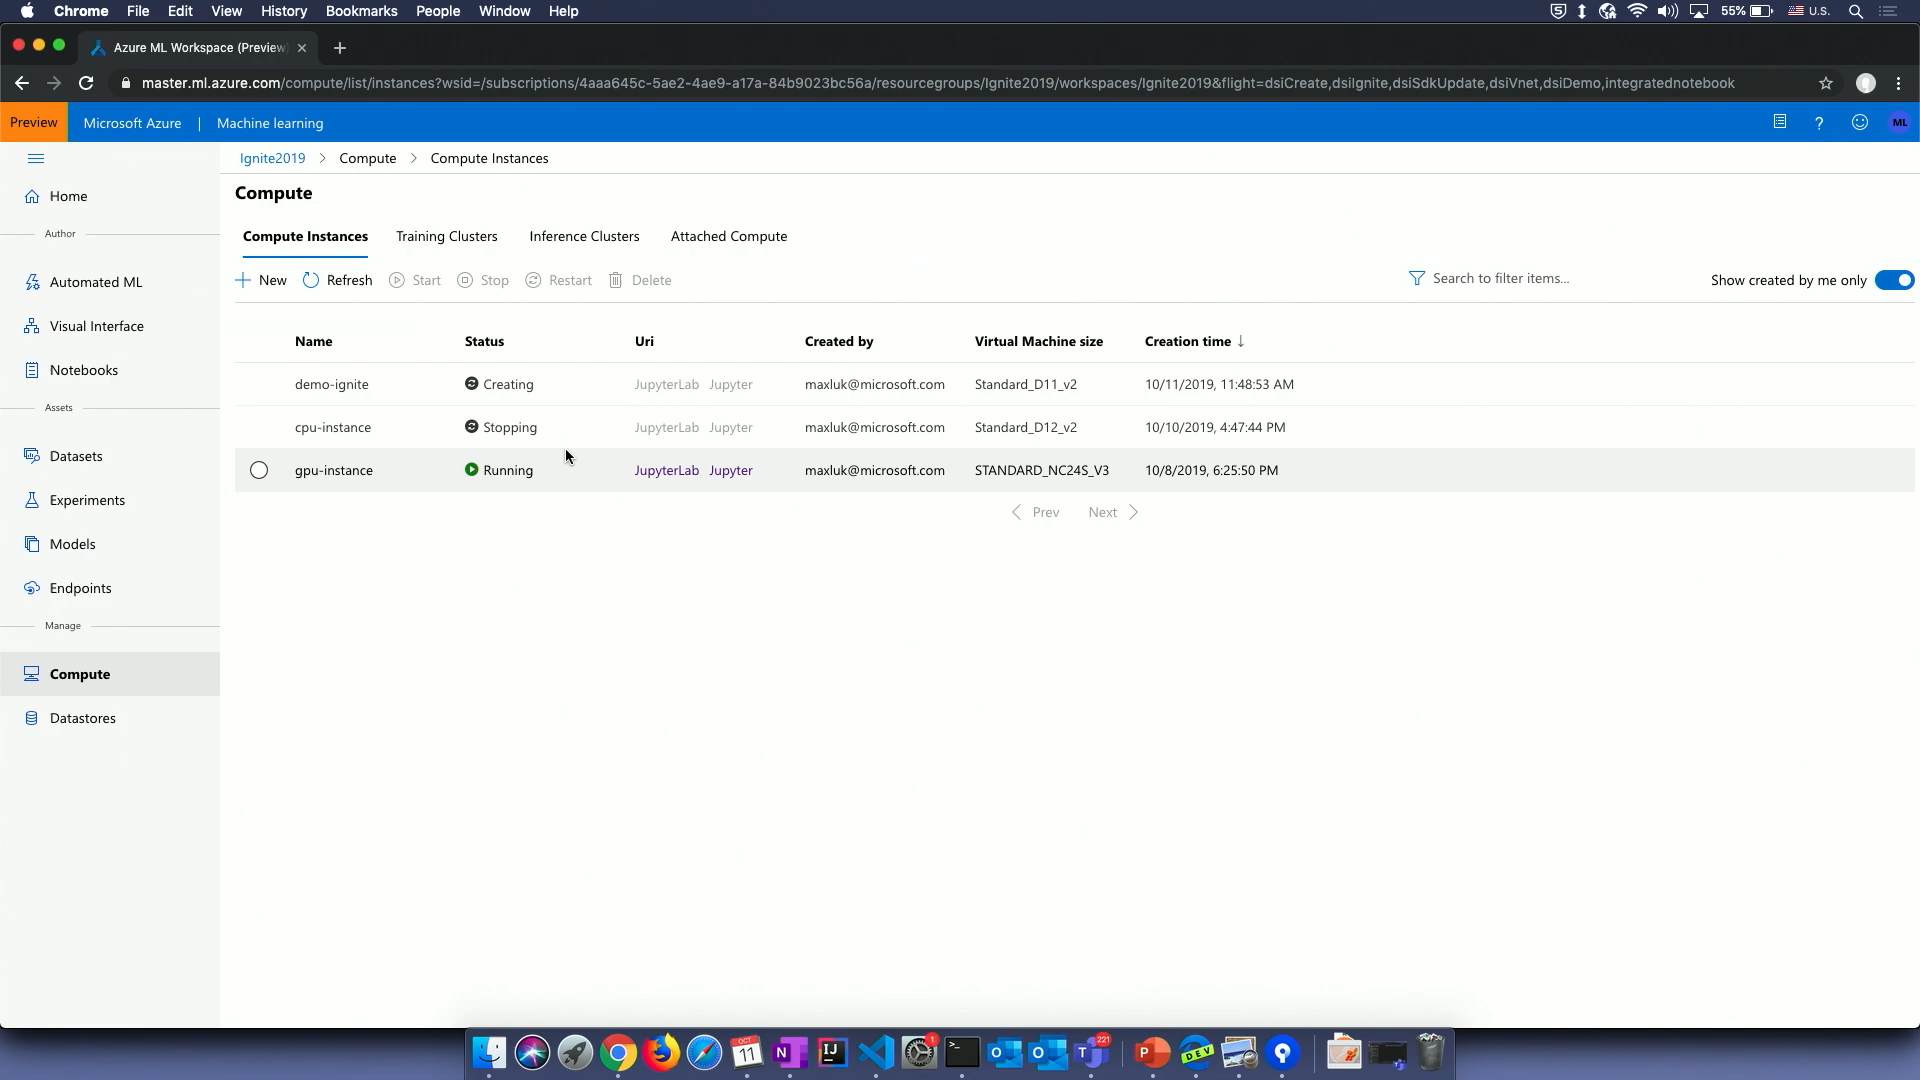 Chrome File Edit View History Bookmarks People Window Help 55% U.S.
Azure ML Workspace (Preview)
master.ml.azure.com/compute/list/instances?wsid=/subscriptions/4aaa645c-5ae2-4ae9-a17a-84b9023bc56a/resourcegroups/Ignite2019/workspaces/Ignite2019&flight=dsiCreate,dsiIgnite,dsiSdkUpdate,dsiVnet,dsiDemo,integratednotebook
Preview Microsoft Azure | Machine learning ? ML
Ignite2019 > Compute > Compute Instances
Home
Author
Automated ML
Visual Interface
Notebooks
Assets
Datasets
Experiments
Models
Endpoints
Manage
Compute
Datastores
Compute
Compute Instances Training Clusters Inference Clusters Attached Compute
New Refresh Start Stop Restart Delete Search to filter items... Show created by me only
Name Status Uri Created by Virtual Machine size Creation time ↓
demo-ignite Creating JupyterLab Jupyter maxluk@microsoft.com Standard_D11_v2 10/11/2019, 11:48:53 AM
cpu-instance Stopping JupyterLab Jupyter maxluk@microsoft.com Standard_D12_v2 10/10/2019, 4:47:44 PM
gpu-instance Running JupyterLab Jupyter maxluk@microsoft.com STANDARD_NC24S_V3 10/8/2019, 6:25:50 PM
< Prev Next >
OCT 11 N IJ 1 >_ O O T 221 P DEV